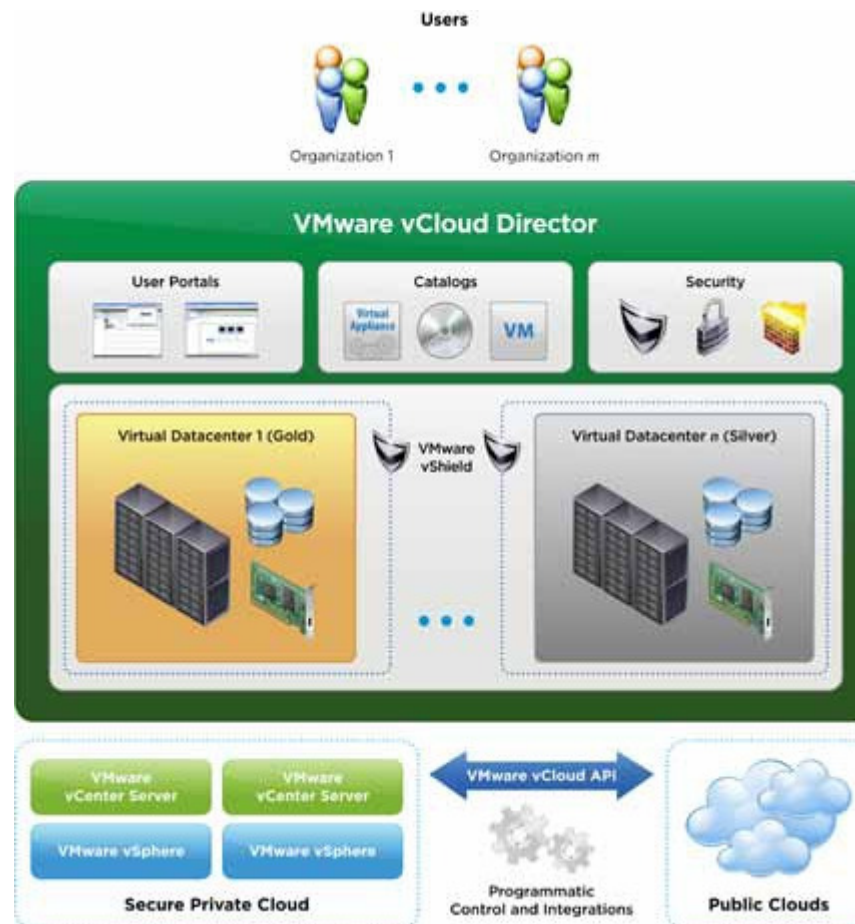 Users
Organization 1
Organization m
VMware vCloud Director
User Portals
Catalogs
Security
Virtual
Appliance
VM
Virtual Datacenter 1 (Gold)
VMware
vShield
Virtual Datacenter n (Silver)
VMware
vCenter Server
VMware
vCenter Server
VMware vSphere
VMware vSphere
Secure Private Cloud
VMware vCloud API
Programmatic
Control and Integrations
Public Clouds